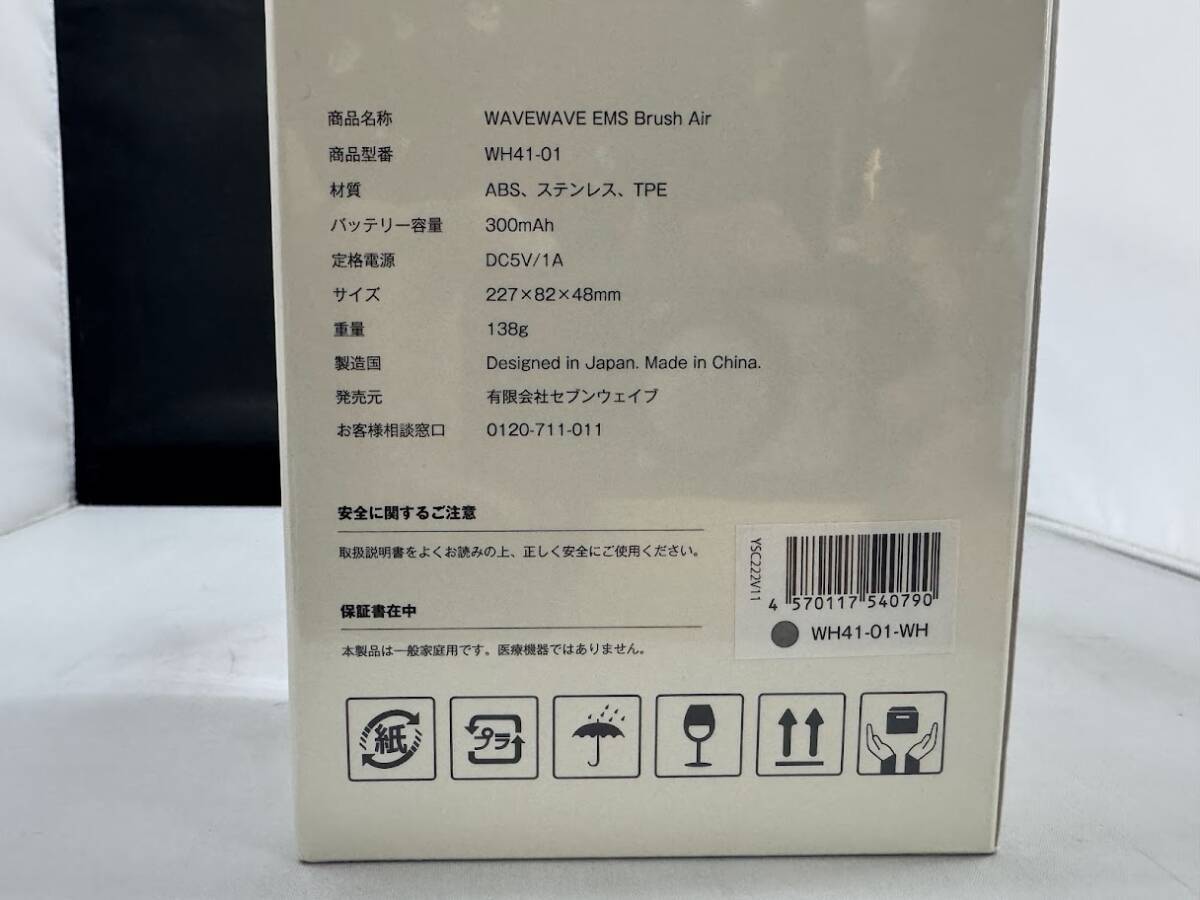 商品名称 WAVEWAVE EMS Brush Air
商品型番 WH41-01
材質 ABS、ステンレス、TPE
バッテリー容量 300mAh
定格電源 DC5V/1A
サイズ 227×82×48mm
重量 138g
製造国 Designed in Japan. Made in China.
発売元 有限会社セブンウェイブ
お客様相談窓口 0120-711-011
安全に関するご注意
取扱説明書をよくお読みの上、正しく安全にご使用ください。
保証書在中
本製品は一般家庭用です。医療機器ではありません。
YSC222V11
4 570117 540790
WH41-01-WH
紙
プラ